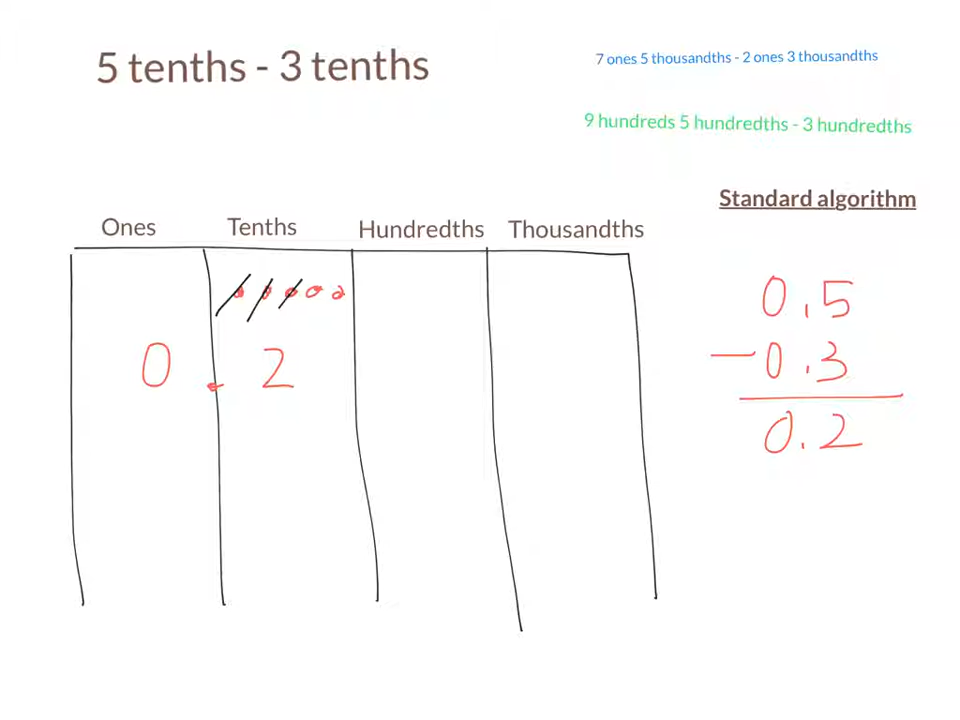 5 tenths - 3 tenths
7 ones 5 thousandths - 2 ones 3 thousandths
9 hundreds 5 hundredths - 3 hundredths
Standard algorithm
Ones Tenths Hundredths Thousandths
0.5
0.2
-0.3
0.2